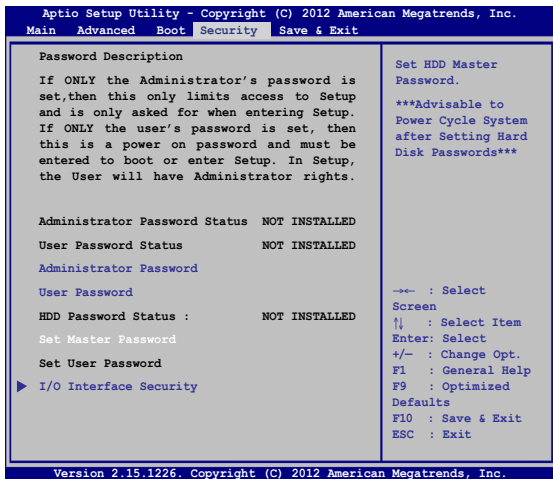 Aptio Setup Utility - Copyright (C) 2012 American Megatrends, Inc.
Main Advanced Boot Security Save & Exit
Password Description
If ONLY the Administrator's password is
set,then this only limits access to Setup
and is only asked for when entering Setup.
If ONLY the user's password is set, then
this is a power on password and must be
entered to boot or enter Setup. In Setup,
the User will have Administrator rights.
Administrator Password Status NOT INSTALLED
User Password Status NOT INSTALLED
Administrator Password
User Password
HDD Password Status : NOT INSTALLED
Set Master Password
Set User Password
I/O Interface Security
Set HDD Master
Password.
***Advisable to
Power Cycle System
after Setting Hard
Disk Passwords***
→← : Select
Screen
↑↓ : Select Item
Enter: Select
+/— : Change Opt.
F1 : General Help
F9 : Optimized
Defaults
F10 : Save & Exit
ESC : Exit
Version 2.15.1226. Copyright (C) 2012 American Megatrends, Inc.